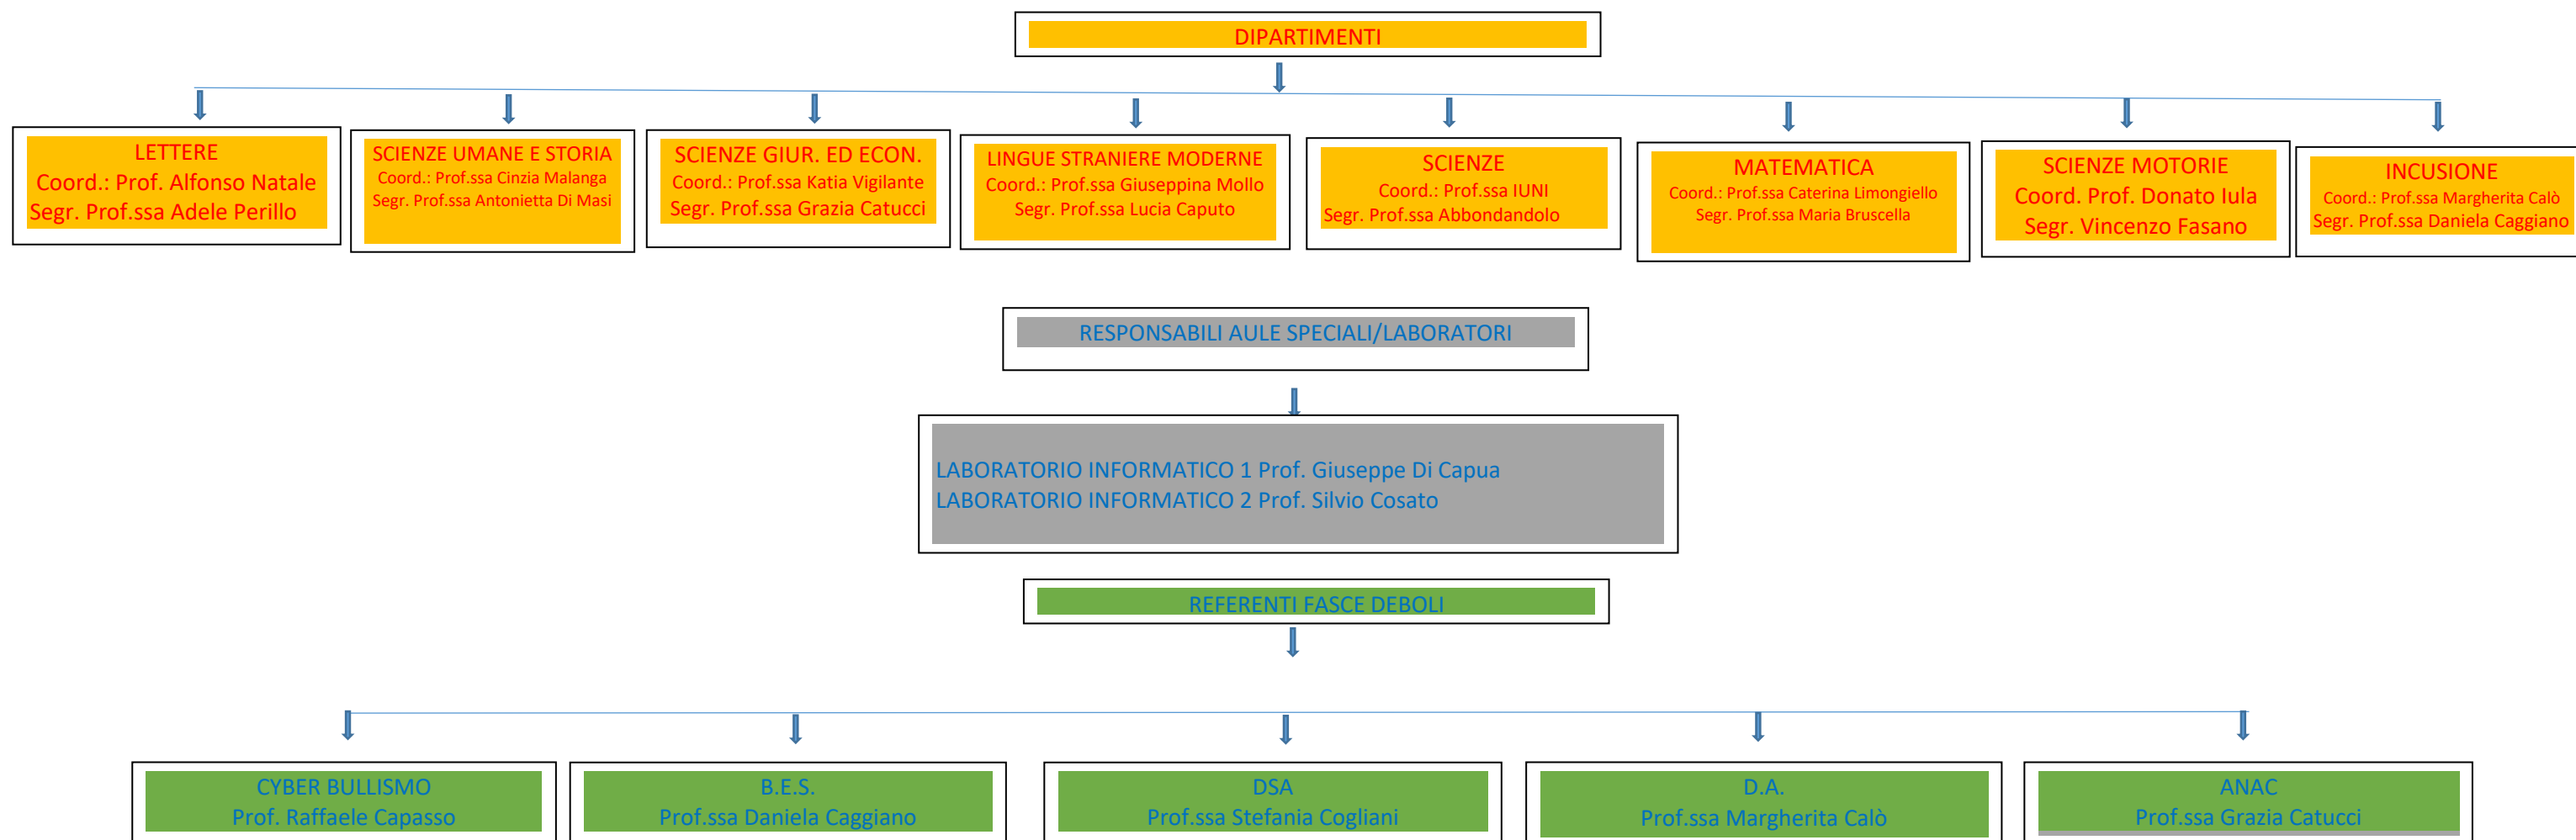 DIPARTIMENTI
LETTERE
Coord.: Prof. Alfonso Natale
Segr. Prof.ssa Adele Perillo
SCIENZE UMANE E STORIA
Coord.: Prof.ssa Cinzia Malanga
Segr. Prof.ssa Antonietta Di Masi
SCIENZE GIUR. ED ECON.
Coord.: Prof.ssa Katia Vigilante
Segr. Prof.ssa Grazia Catucci
LINGUE STRANIERE MODERNE
Coord.: Prof.ssa Giuseppina Mollo
Segr. Prof.ssa Lucia Caputo
SCIENZE
Coord.: Prof.ssa IUNI
Segr. Prof.ssa Abbondandolo
MATEMATICA
Coord.: Prof.ssa Caterina Limongiello
Segr. Prof.ssa Maria Bruscella
SCIENZE MOTORIE
Coord. Prof. Donato Iula
Segr. Vincenzo Fasano
INCUSIONE
Coord.: Prof.ssa Margherita Calò
Segr. Prof.ssa Daniela Caggiano
RESPONSABILI AULE SPECIALI/LABORATORI
LABORATORIO INFORMATICO 1 Prof. Giuseppe Di Capua
LABORATORIO INFORMATICO 2 Prof. Silvio Cosato
REFERENTI FASCE DEBOLI
CYBER BULLISMO
Prof. Raffaele Capasso
B.E.S.
Prof.ssa Daniela Caggiano
DSA
Prof.ssa Stefania Cogliani
D.A.
Prof.ssa Margherita Calò
ANAC
Prof.ssa Grazia Catucci